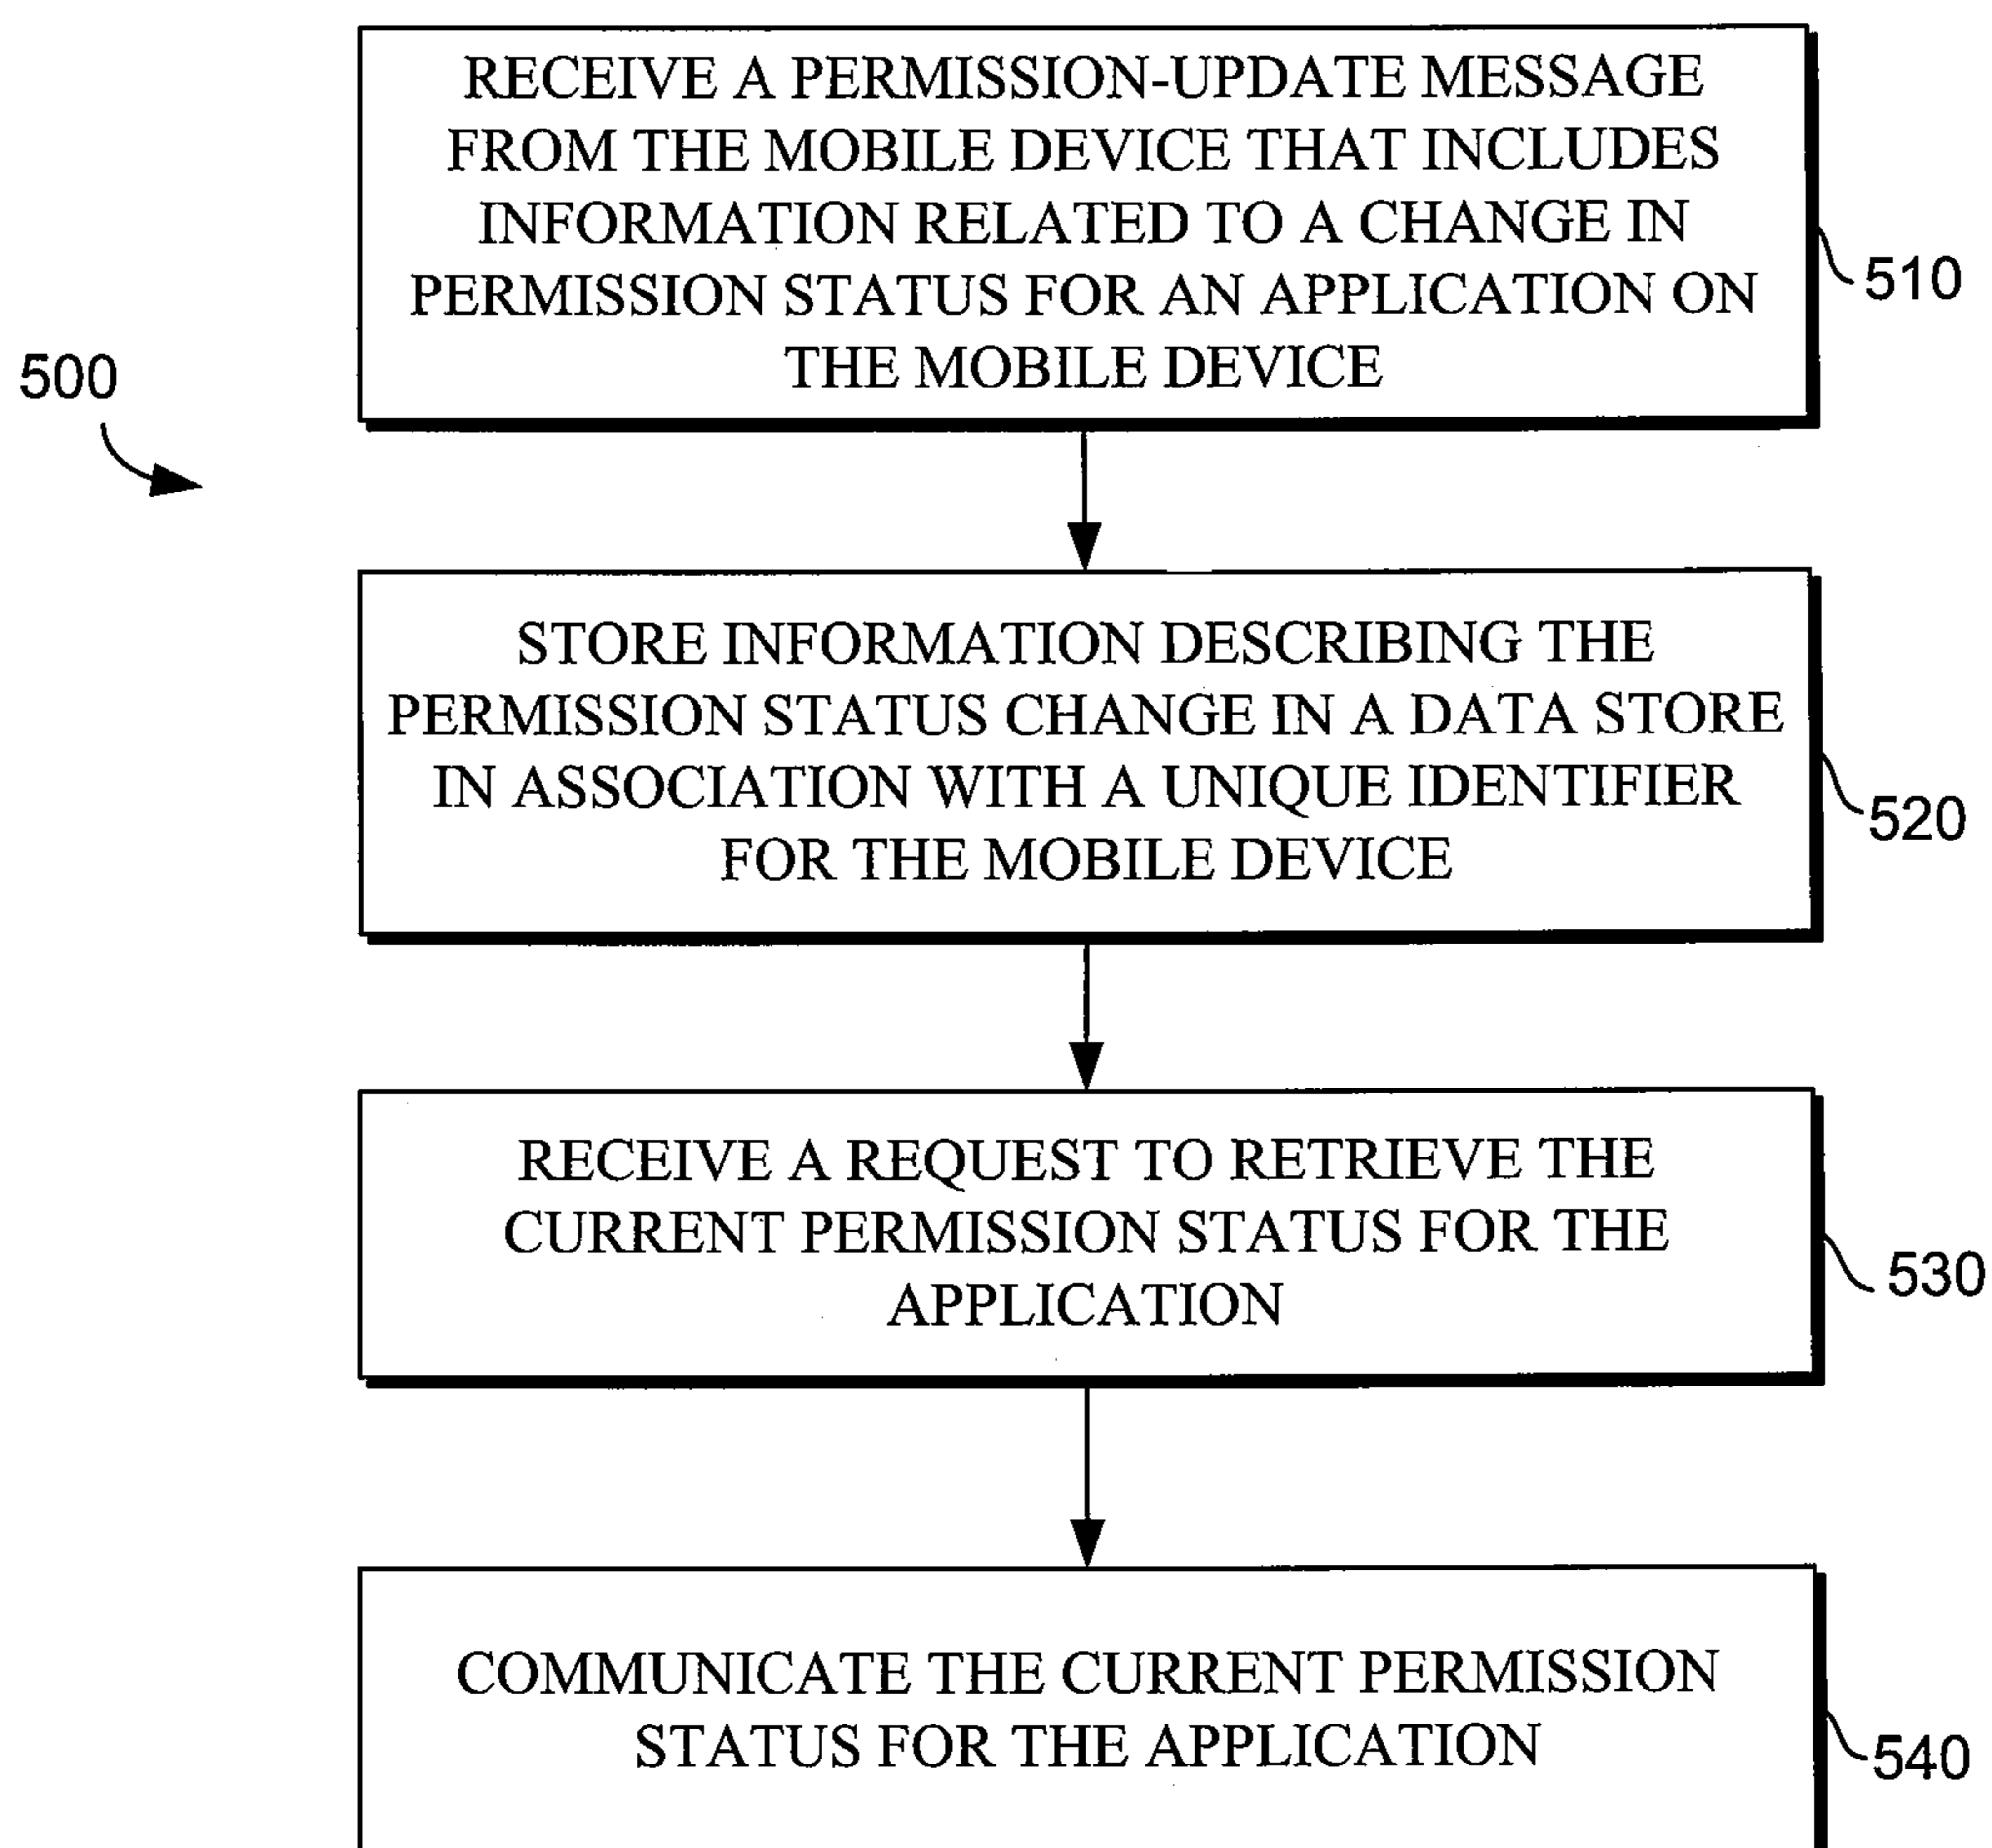 RECEIVE A PERMISSION-UPDATE MESSAGE
FROM THE MOBILE DEVICE THAT INCLUDES
INFORMATION RELATED TO A CHANGE IN
PERMISSION STATUS FOR AN APPLICATION ON
THE MOBILE DEVICE
510
500
STORE INFORMATION DESCRIBING THE
PERMISSION STATUS CHANGE IN A DATA STORE
IN ASSOCIATION WITH A UNIQUE IDENTIFIER
FOR THE MOBILE DEVICE
520
RECEIVE A REQUEST TO RETRIEVE THE
CURRENT PERMISSION STATUS FOR THE
APPLICATION
530
COMMUNICATE THE CURRENT PERMISSION
STATUS FOR THE APPLICATION
540